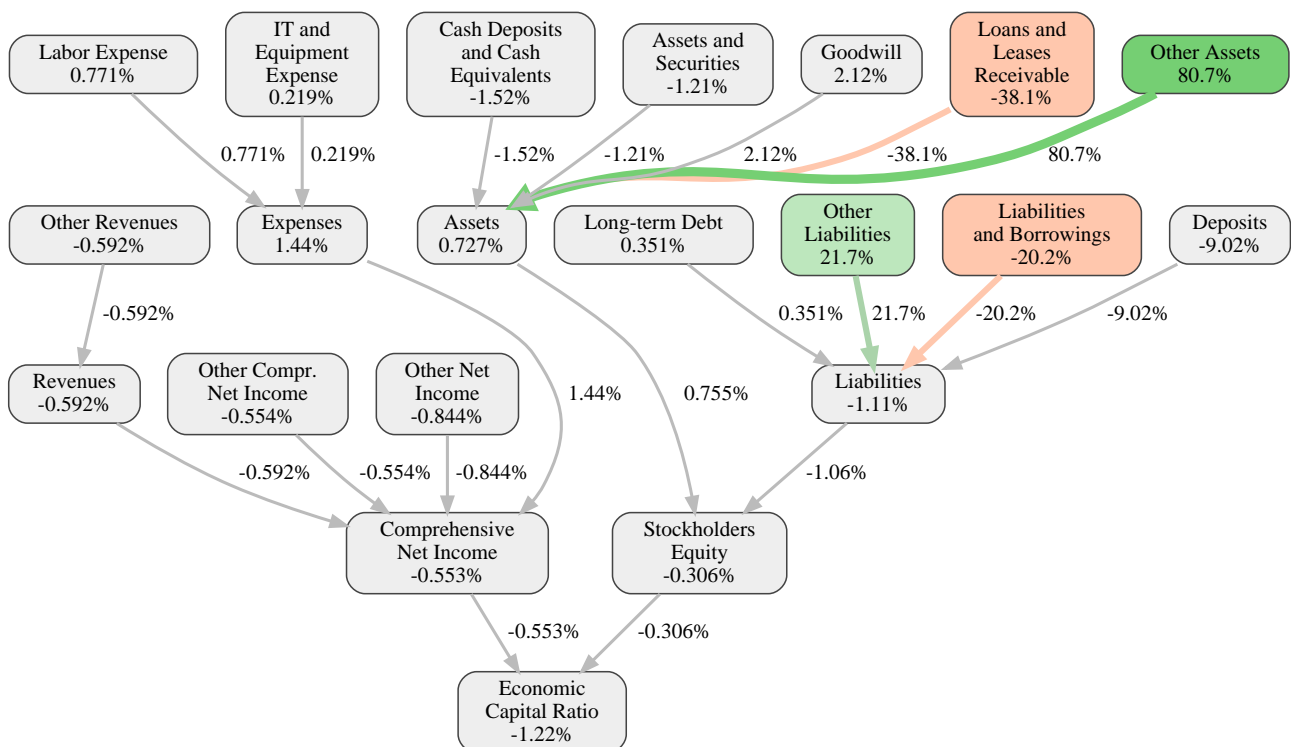 Labor Expense
0.771%
IT and
Equipment
Expense
0.219%
Cash Deposits
and Cash
Equivalents
-1.52%
Assets and
Securities
-1.21%
Goodwill
2.12%
Loans and
Leases
Receivable
-38.1%
Other Assets
80.7%
0.771%
0.219%
-1.52%
-1.21%
2.12%
-38.1%
80.7%
Other Revenues
-0.592%
Expenses
1.44%
Assets
0.727%
Long-term Debt
0.351%
Other
Liabilities
21.7%
Liabilities
and Borrowings
-20.2%
Deposits
-9.02%
-0.592%
0.351%
21.7%
-20.2%
-9.02%
Revenues
-0.592%
Other Compr.
Net Income
-0.554%
Other Net
Income
-0.844%
1.44%
0.755%
Liabilities
-1.11%
-0.592%
-0.554%
-0.844%
-1.06%
Comprehensive
Net Income
-0.553%
Stockholders
Equity
-0.306%
-0.553%
-0.306%
Economic
Capital Ratio
-1.22%